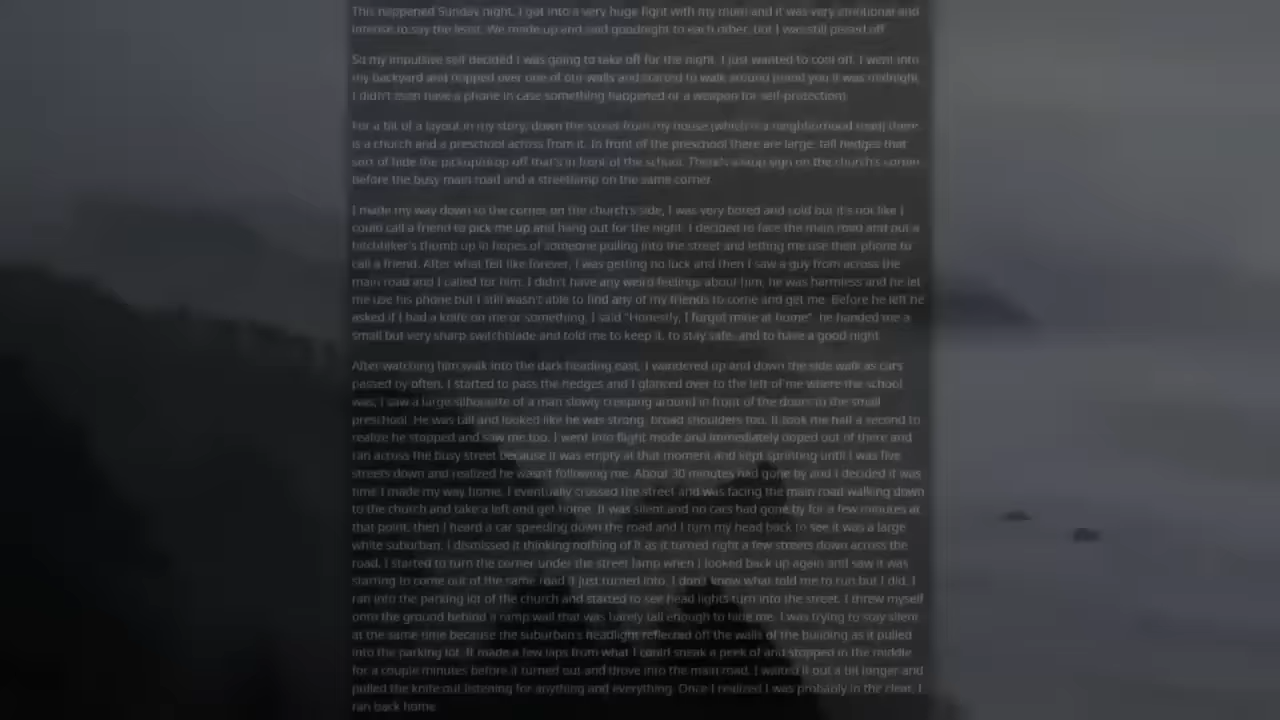 This happened Sunday night. I got into a very huge fight with my mum and it was very emotional and
intense to say the least. We made up and said goodnight to each other, but I was still pissed off
So my impulsive self decided I was going to take off for the night. I just wanted to cool off. I went into
my backyard and hopped over one of our walls and started to walk around (mind you it was midnight,
I didn't even have a phone in case something happened or a weapon for self-protection)
For a bit of a layout in my story, down the street from my house (which is a neighborhood road) there
is a church and a preschool across from it. In front of the preschool there are large, tall hedges that
sort of hide the pickup/drop off that's in front of the school. There's a stop sign on the church's corner
before the busy main road and a streetlamp on the same corner.
I made my way down to the corner on the church's side, I was very bored and cold but it's not like I
could call a friend to pick me up and hang out for the night. I decided to face the main road and put a
hitchhiker's thumb up in hopes of someone pulling into the street and letting me use their phone to
call a friend. After what felt like forever, I was getting no luck and then I saw a guy from across the
main road and I called for him. I didn't have any weird feelings about him, he was harmless and he let
me use his phone but I still wasn't able to find any of my friends to come and get me. Before he left he
asked if I had a knife on me or something. I said "Honestly, I forgot mine at home", he handed me a
small but very sharp switchblade and told me to keep it, to stay safe, and to have a good night.
After watching him walk into the dark heading east, I wandered up and down the side walk as cars
passed by often. I started to pass the hedges and I glanced over to the left of me where the school
was, I saw a large silhouette of a man slowly creeping around in front of the doors to the small
preschool. He was tall and looked like he was strong, broad shoulders too. It took me half a second to
realize he stopped and saw me too. I went into flight mode and immediately doped out of there and
ran across the busy street because it was empty at that moment and kept sprinting until I was five
streets down and realized he wasn't following me. About 30 minutes had gone by and I decided it was
time I made my way home. I eventually crossed the street and was facing the main road walking down
to the church and take a left and get home. It was silent and no cars had gone by for a few minutes at
that point, then I heard a car speeding down the road and I turn my head back to see it was a large
white suburban. I dismissed it thinking nothing of it as it turned right a few streets down across the
road. I started to turn the corner under the street lamp when I looked back up again and saw it was
starting to come out of the same road it just turned into. I don't know what told me to run but I did. I
ran into the parking lot of the church and started to see head lights turn into the street. I threw myself
onto the ground behind a ramp wall that was barely tall enough to hide me. I was trying to stay silent
at the same time because the suburban's headlight reflected off the walls of the building as it pulled
into the parking lot. It made a few laps from what I could sneak a peek of and stopped in the middle
for a couple minutes before it turned out and drove into the main road. I waited it out a bit longer and
pulled the knife out listening for anything and everything. Once I realized I was probably in the clear, I
ran back home.